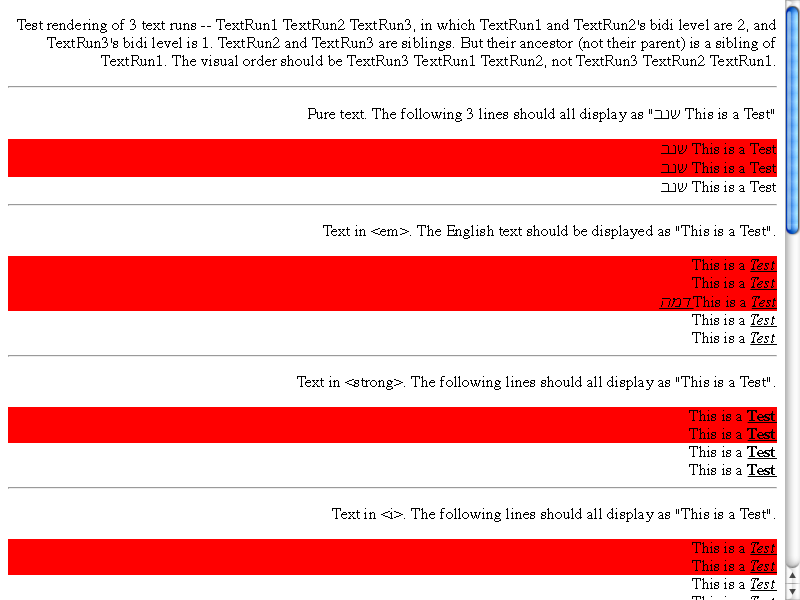 Test rendering of 3 text runs -- TextRun1 TextRun2 TextRun3, in which TextRun1 and TextRun2's bidi level are 2, and
TextRun3's bidi level is 1. TextRun2 and TextRun3 are siblings. But their ancestor (not their parent) is a sibling of
TextRun1. The visual order should be TextRun3 TextRun1 TextRun2, not TextRun3 TextRun2 TextRun1.
Pure text. The following 3 lines should all display as "שנב This is a Test"
שנב This is a Test
שנב This is a Test
שנב This is a Test
Text in <em>. The English text should be displayed as "This is a Test".
This is a Test
This is a Test
This is a Test
This is a Test
This is a Test
Text in <strong>. The following lines should all display as "This is a Test".
This is a Test
This is a Test
This is a Test
This is a Test
Text in <i>. The following lines should all display as "This is a Test".
This is a Test
This is a Test
This is a Test